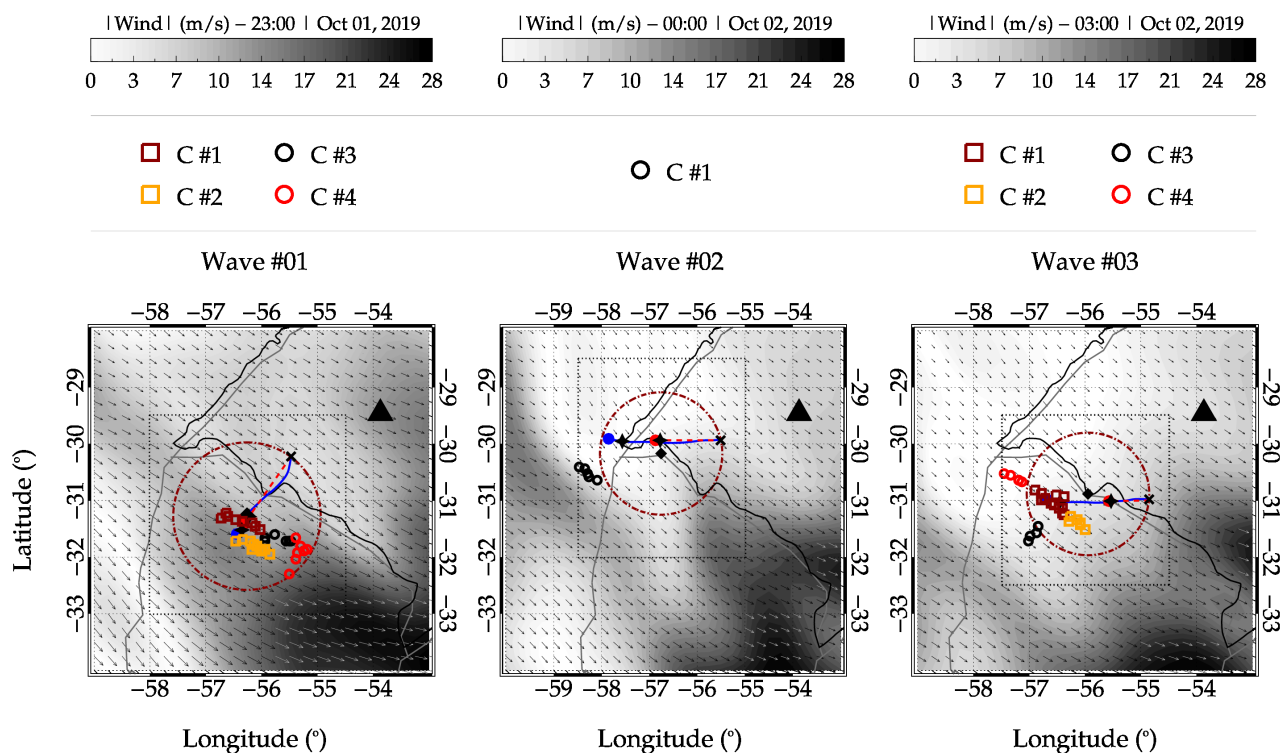 |Wind| (m/s) – 23:00 | Oct 01, 2019
|Wind| (m/s) – 00:00 | Oct 02, 2019
|Wind| (m/s) – 03:00 | Oct 02, 2019
0 3 7 10 14 17 21 24 28
0 3 7 10 14 17 21 24 28
0 3 7 10 14 17 21 24 28
C #1 C #3
C #2 C #4
C #1
C #1 C #3
C #2 C #4
Wave #01
Wave #02
Wave #03
−58 −57 −56 −55 −54
−59 −58 −57 −56 −55 −54
−57 −56 −55 −54
Latitude (º)
−29 −29 −29 −29
−30 −30 −30 −30
−31 −31 −31 −31
−32 −32 −32 −32
−33 −33 −33 −33
−58 −57 −56 −55 −54
−59 −58 −57 −56 −55 −54
−58 −57 −56 −55 −54
Longitude (º)
Longitude (º)
Longitude (º)